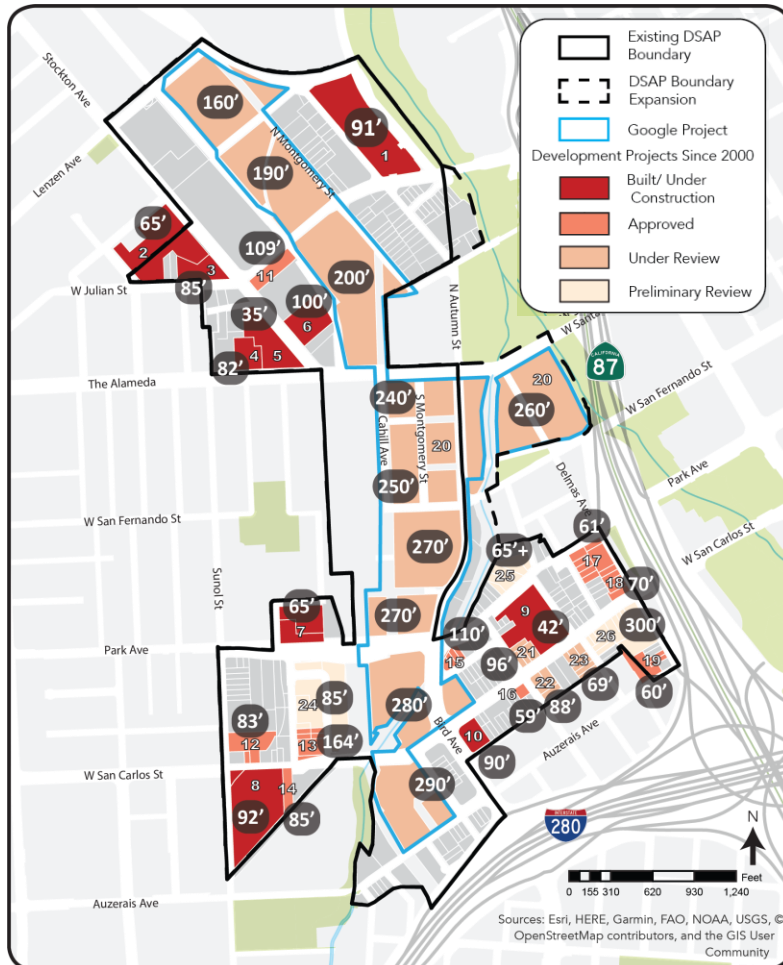 Existing DSAP
Boundary
DSAP Boundary
Expansion
Google Project
Development Projects Since 2000
Built/ Under
Construction
Approved
Under Review
Preliminary Review
Stockton Ave
Lenzen Ave
160'
91'
1
N Montgomery St
190'
65'
2
3
109'
11
200'
W Julian St
85'
35'
100'
6
4
5
82'
N Autumn St
The Alameda
CALIFORNIA
87
W San Fernando St
240'
S Montgomery St
Cahill Ave
20
20
260'
250'
Park Ave
Delmas Ave
W San Fernando St
W San Carlos St
270'
65'+
25
61'
17
18
70'
Sunol St
65'
7
270'
9
42'
300'
26
110'
15
96'
21
23
19
Park Ave
85'
24
280'
16
22
69'
60'
59'
88'
83'
12
13
164'
Bird Ave
10
90'
Auzerais Ave
W San Carlos St
8
14
92'
85'
290'
INTERSTATE
280
N
Feet
0 155 310 620 930 1,240
Auzerais Ave
Sources: Esri, HERE, Garmin, FAO, NOAA, USGS, ©
OpenStreetMap contributors, and the GIS User
Community